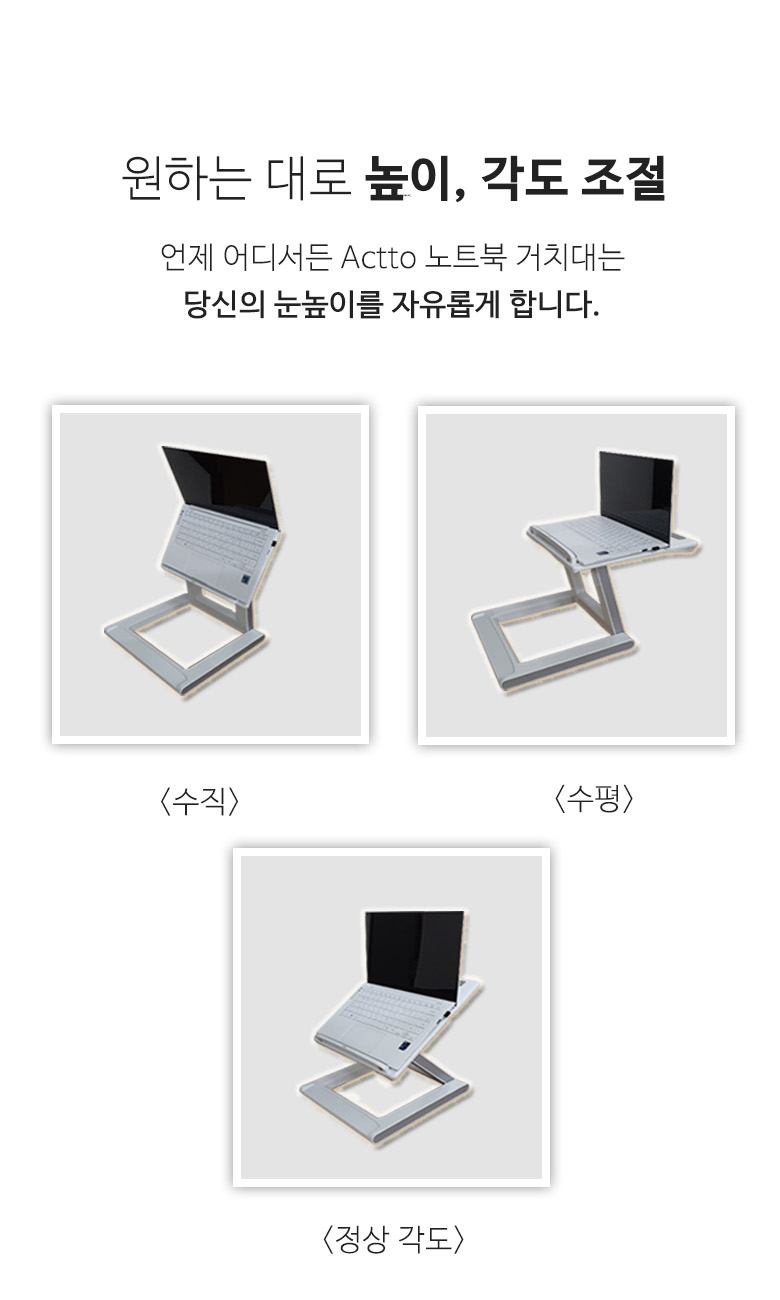 원하는 대로 높이, 각도 조절
언제 어디서든 Actto 노트북 거치대는
당신의 눈높이를 자유롭게 합니다.
<수직>
<수평>
<정상 각도>